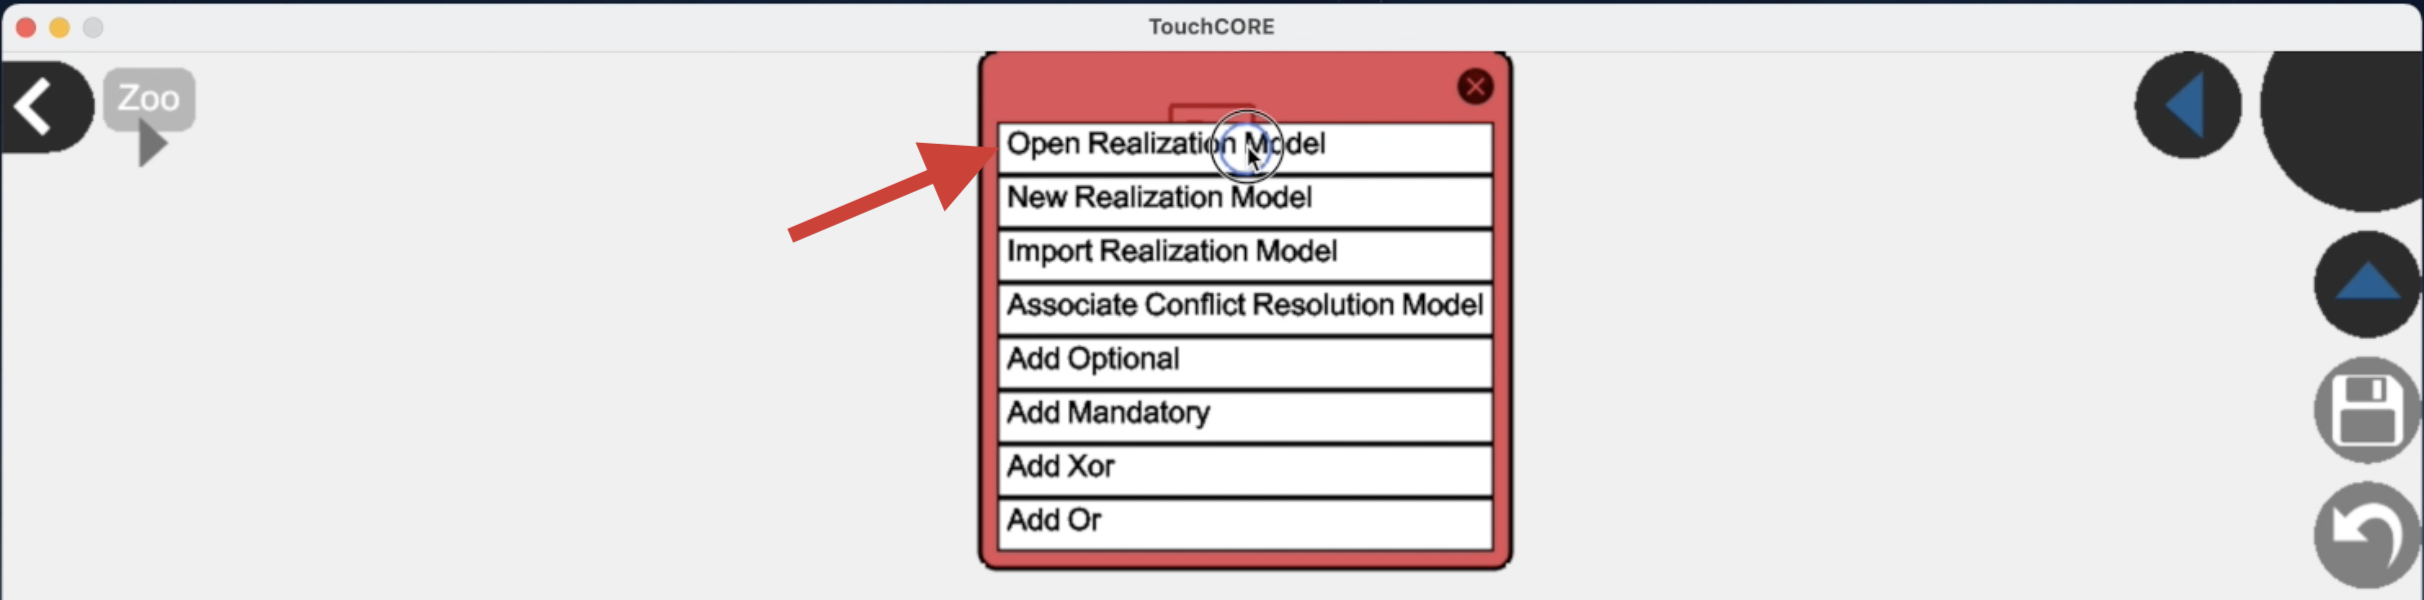 TouchCORE
Zoo
Open Realization Model
New Realization Model
Import Realization Model
Associate Conflict Resolution Model
Add Optional
Add Mandatory
Add Xor
Add Or